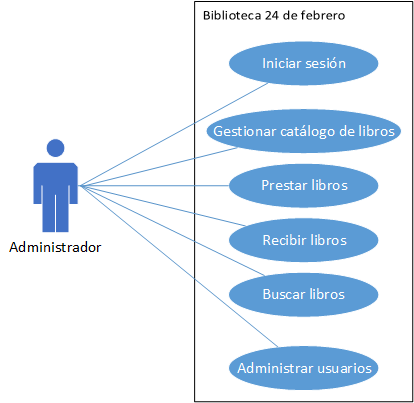 Biblioteca 24 de febrero
Iniciar sesión
Gestionar catálogo de libros
Prestar libros
Administrador
Recibir libros
Buscar libros
Administrar usuarios